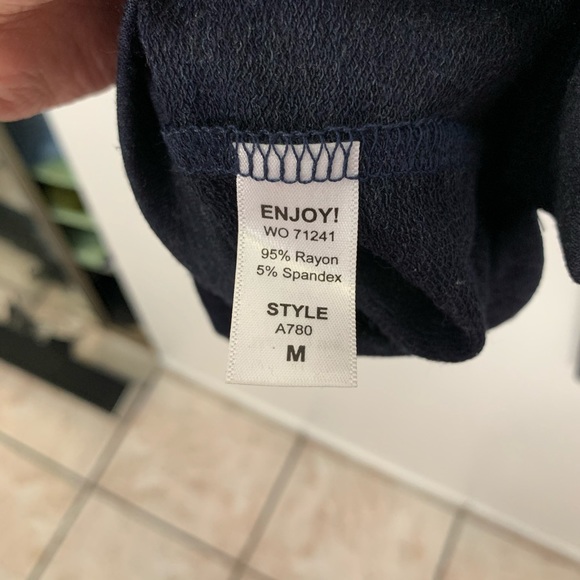 ENJOY!
WO 71241
95% Rayon
5% Spandex
STYLE
A780
M